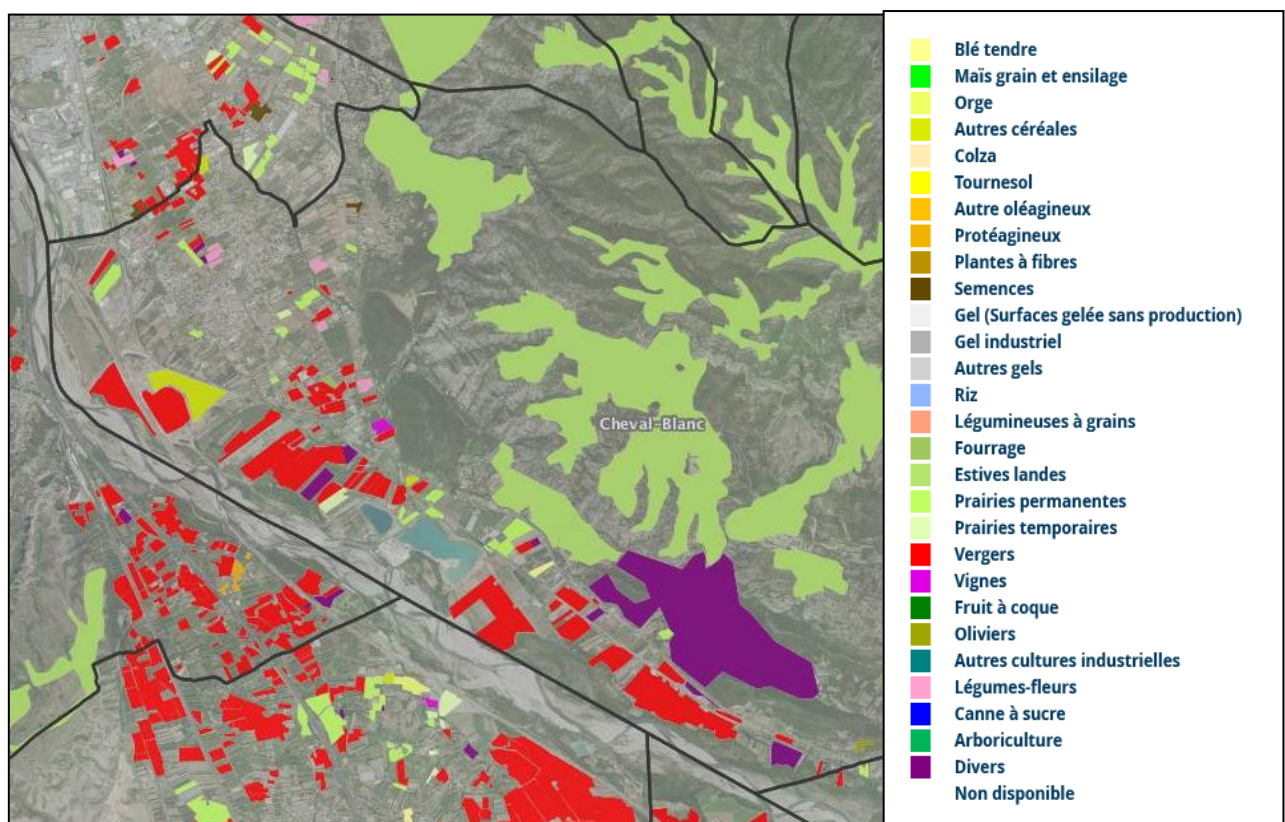 Cheval-Blanc
Blé tendre
Maïs grain et ensilage
Orge
Autres céréales
Colza
Tournesol
Autre oléagineux
Protéagineux
Plantes à fibres
Semences
Gel (Surfaces gelée sans production)
Gel industriel
Autres gels
Riz
Légumineuses à grains
Fourrage
Estives landes
Prairies permanentes
Prairies temporaires
Vergers
Vignes
Fruit à coque
Oliviers
Autres cultures industrielles
Légumes-fleurs
Canne à sucre
Arboriculture
Divers
Non disponible